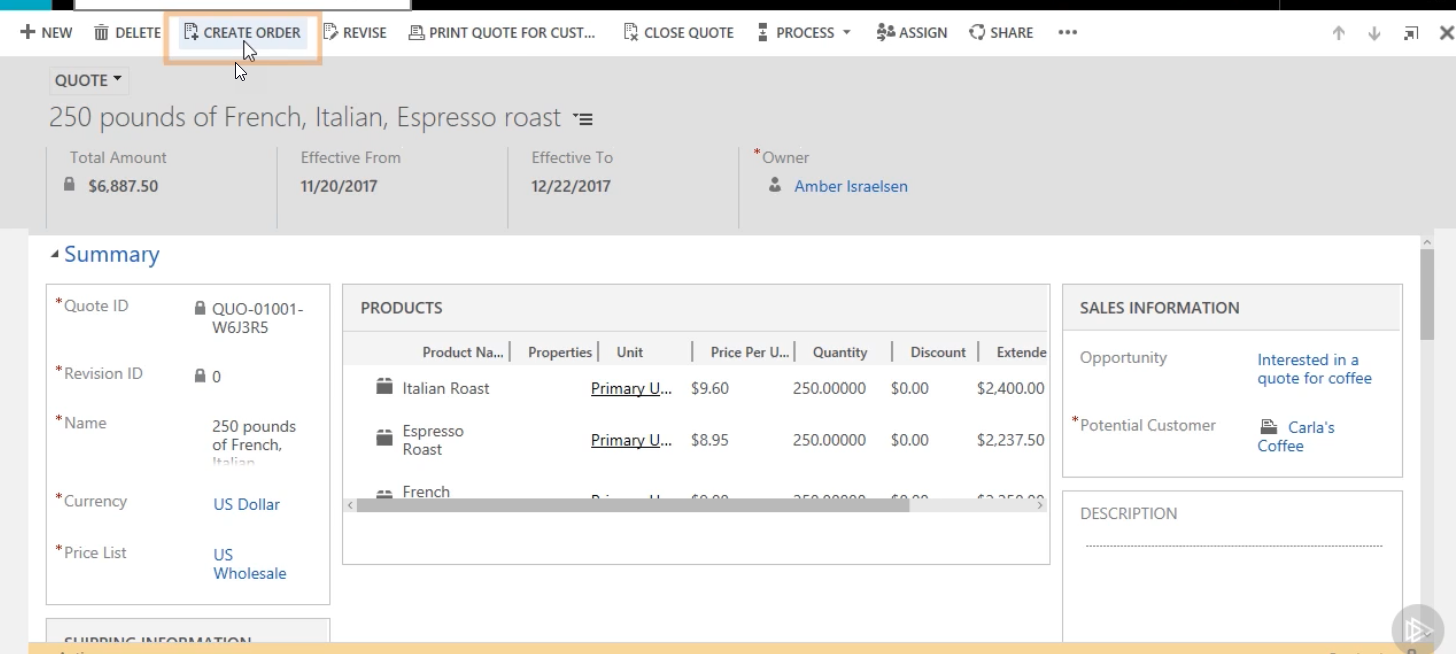 NEW DELETE CREATE ORDER REVISE PRINT QUOTE FOR CUST... CLOSE QUOTE PROCESS ASSIGN SHARE
QUOTE
250 pounds of French, Italian, Espresso roast
Total Amount Effective From Effective To *Owner
$6,887.50 11/20/2017 12/22/2017 Amber Israelsen
Summary
*Quote ID QUO-01001-
W6J3R5
*Revision ID 0
*Name 250 pounds
of French,
Italian
*Currency US Dollar
*Price List US
Wholesale
SHIPPING INFORMATION
PRODUCTS
Product Na... Properties Unit Price Per U... Quantity Discount Extende
Italian Roast Primary U... $9.60 250.00000 $0.00 $2,400.00
Espresso
Roast Primary U... $8.95 250.00000 $0.00 $2,237.50
French
SALES INFORMATION
Opportunity Interested in a
quote for coffee
*Potential Customer Carla's
Coffee
DESCRIPTION